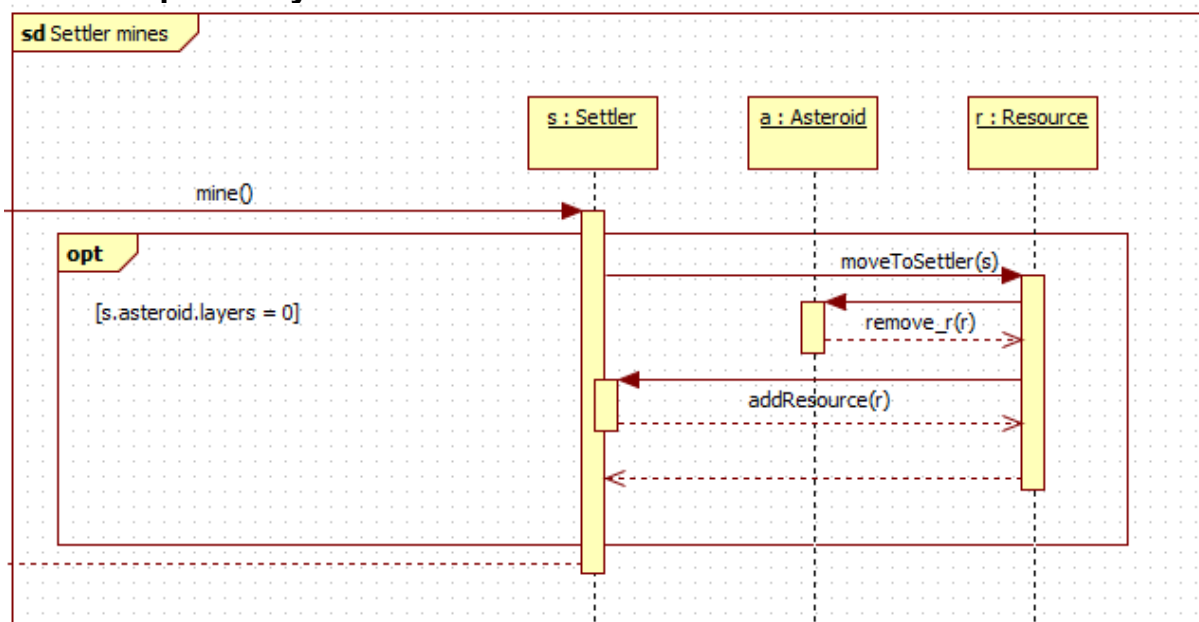 sd Settler mines
s : Settler
a : Asteroid
r : Resource
mine()
opt
moveToSettler(s)
[s.asteroid.layers = 0]
remove_r(r)
addResource(r)